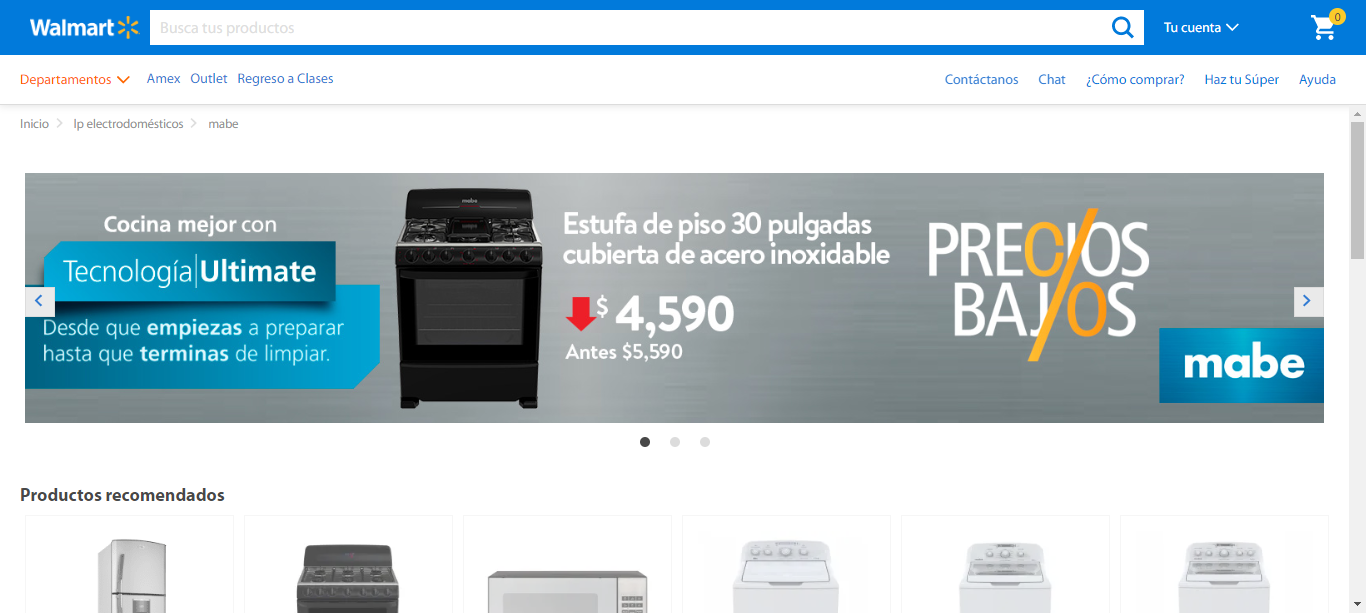 Walmart
Busca tus productos
Tu cuenta
0
Departamentos
Amex
Outlet
Regreso a Clases
Contáctanos
Chat
¿Cómo comprar?
Haz tu Súper
Ayuda
Inicio
lp electrodomésticos
mabe
Cocina mejor con
Tecnología|Ultimate
Desde que empiezas a preparar
hasta que terminas de limpiar.
mabe
Estufa de piso 30 pulgadas
cubierta de acero inoxidable
$ 4,590
Antes $5,590
PRECIOS
BAJOS
mabe
Productos recomendados